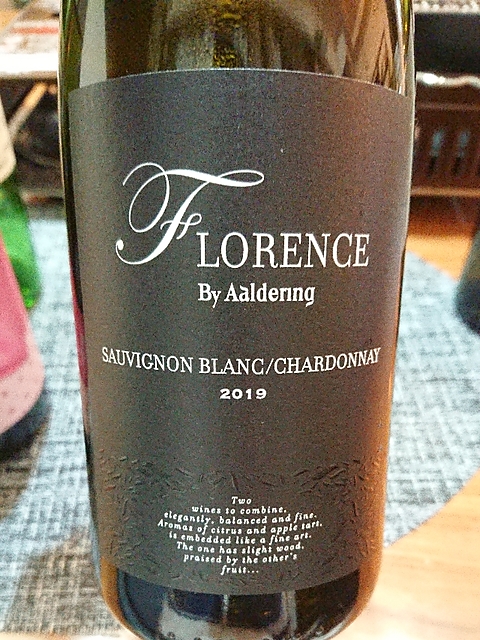 FLORENCE
By Aaldering
SAUVIGNON BLANC/CHARDONNAY
2019
Two
wines to combine,
elegantly, balanced and fine.
Aromas of citrus and apple tart,
is embedded like a fine art.
The one has slight wood,
praised by the other's
fruit...